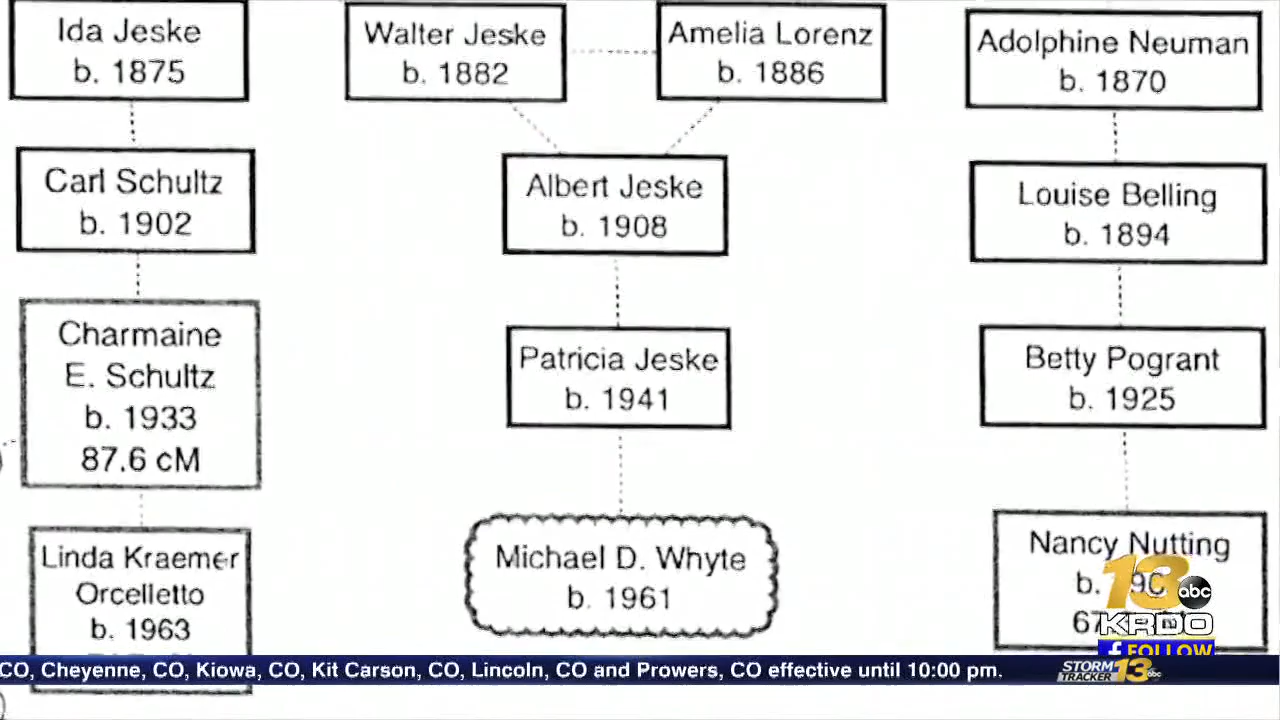 Ida Jeske
b. 1875
Walter Jeske
b. 1882
Amelia Lorenz
b. 1886
Adolphine Neuman
b. 1870
Carl Schultz
b. 1902
Albert Jeske
b. 1908
Louise Belling
b. 1894
Charmaine
E. Schultz
b. 1933
87.6 cM
Patricia Jeske
b. 1941
Betty Pogrant
b. 1925
Linda Kraemer
Orcelletto
b. 1963
Michael D. Whyte
b. 1961
Nancy Nutting
b.
13 abc
KRDO
f FOLLOW
CO, Cheyenne, CO, Kiowa, CO, Kit Carson, CO, Lincoln, CO and Prowers, CO effective until 10:00 pm.
STORM
TRACKER 13 abc